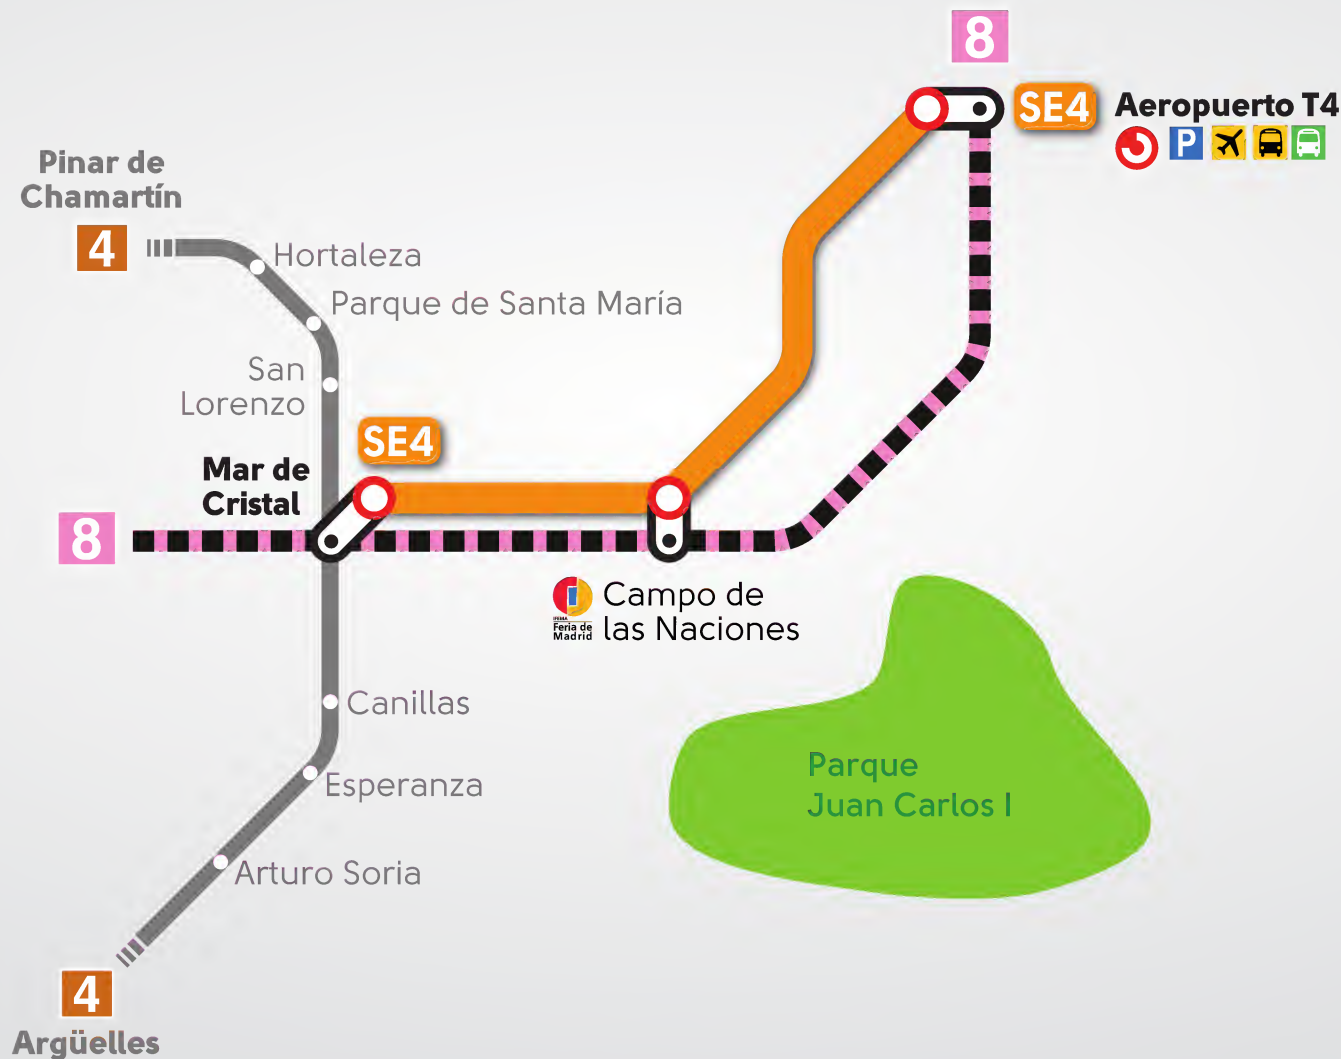 8
SE4
Aeropuerto T4
P
Pinar de
Chamartín
4
Hortaleza
Parque de Santa María
San
Lorenzo
SE4
Mar de
Cristal
8
IFEMA
Feria de
Madrid
Campo de
las Naciones
Canillas
Esperanza
Arturo Soria
Parque
Juan Carlos I
4
Argüelles